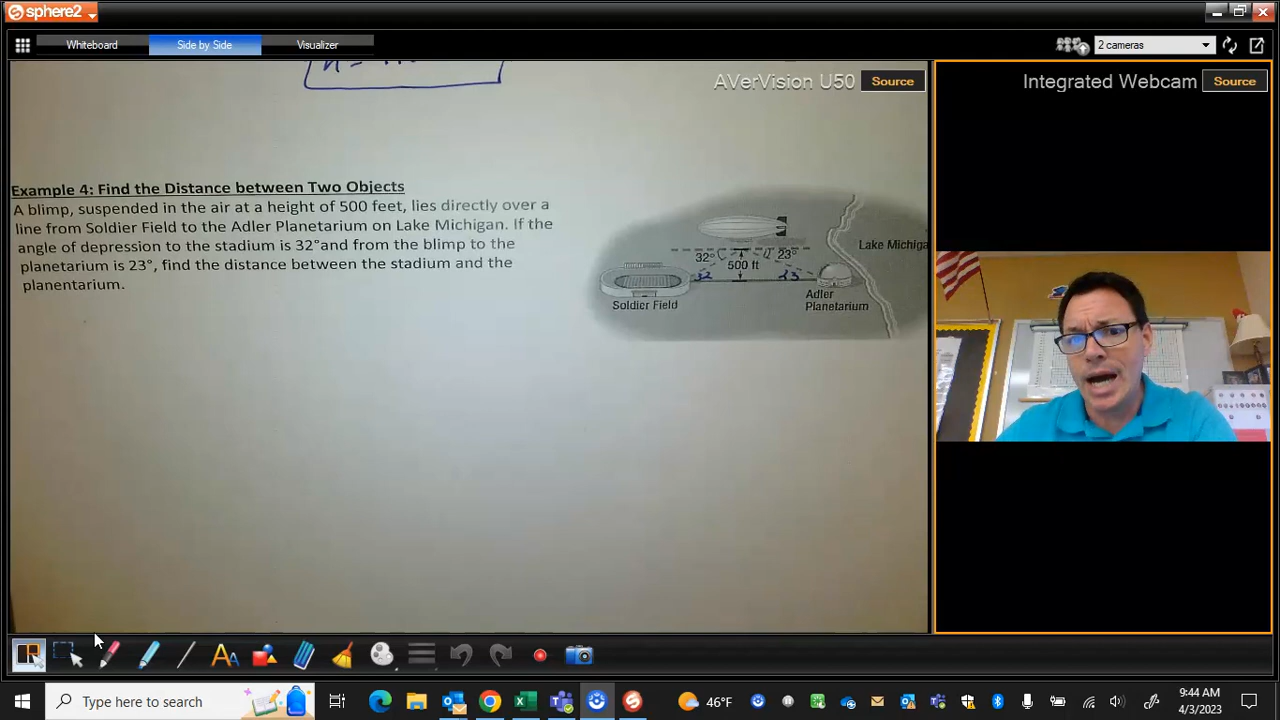 sphere2
Whiteboard
Side by Side
Visualizer
2 cameras
AVerVision U50
Source
Integrated Webcam
Source
Example 4: Find the Distance between Two Objects
A blimp, suspended in the air at a height of 500 feet, lies directly over a
line from Soldier Field to the Adler Planetarium on Lake Michigan. If the
angle of depression to the stadium is 32°and from the blimp to the
planetarium is 23°, find the distance between the stadium and the
planentarium.
32°
23°
500 ft
32
23
Lake Michiga
Soldier Field
Adler
Planetarium
Type here to search
46°F
9:44 AM
4/3/2023